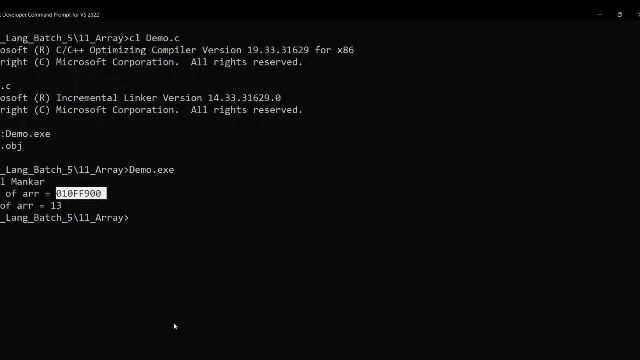 Developer Command Prompt for VS 2022
_Lang_Batch_5\11_Array>cl Demo.c
osoft (R) C/C++ Optimizing Compiler Version 19.33.31629 for x86
right (C) Microsoft Corporation.  All rights reserved.
.c
osoft (R) Incremental Linker Version 14.33.31629.0
right (C) Microsoft Corporation.  All rights reserved.
:Demo.exe
.obj
_Lang_Batch_5\11_Array>Demo.exe
l Mankar
of arr = 010FF900
of arr = 13
_Lang_Batch_5\11_Array>